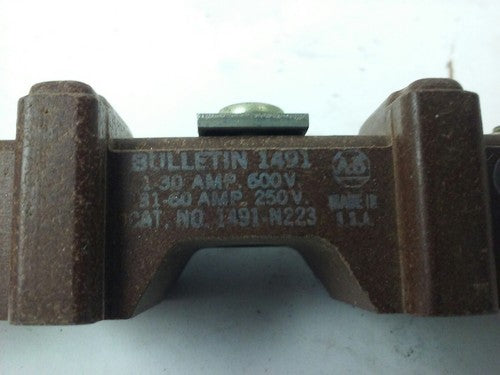 BULLETIN 1491
1-30 AMP. 600V.
31-60 AMP. 250V.
CAT. NO. 1491-N223
A-B
MADE IN
U.S.A.